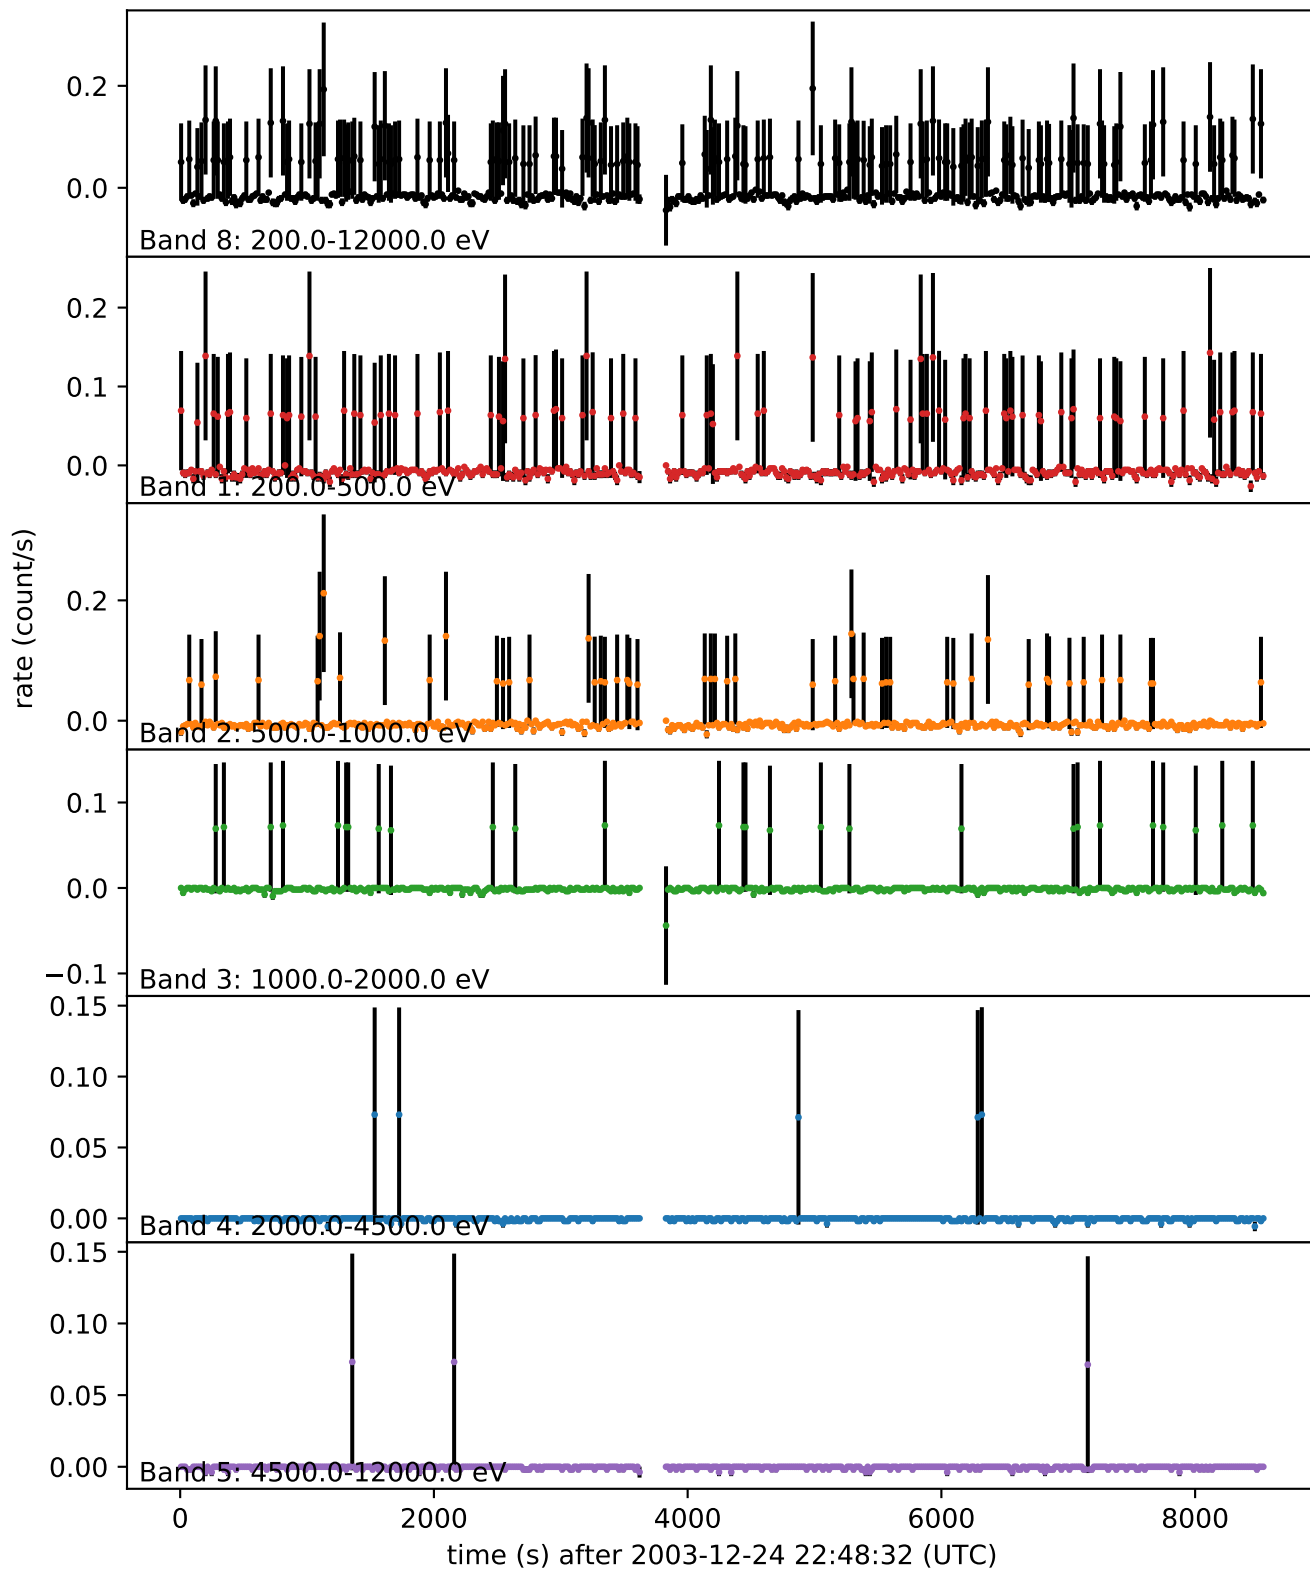 0.2
0.0
Band 8: 200.0-12000.0 eV
0.2
0.1
0.0
Band 1: 200.0-500.0 eV
rate (count/s)
0.2
0.0
Band 2: 500.0-1000.0 eV
0.1
0.0
−0.1
Band 3: 1000.0-2000.0 eV
0.15
0.10
0.05
0.00
Band 4: 2000.0-4500.0 eV
0.15
0.10
0.05
0.00
Band 5: 4500.0-12000.0 eV
0 2000 4000 6000 8000
time (s) after 2003-12-24 22:48:32 (UTC)